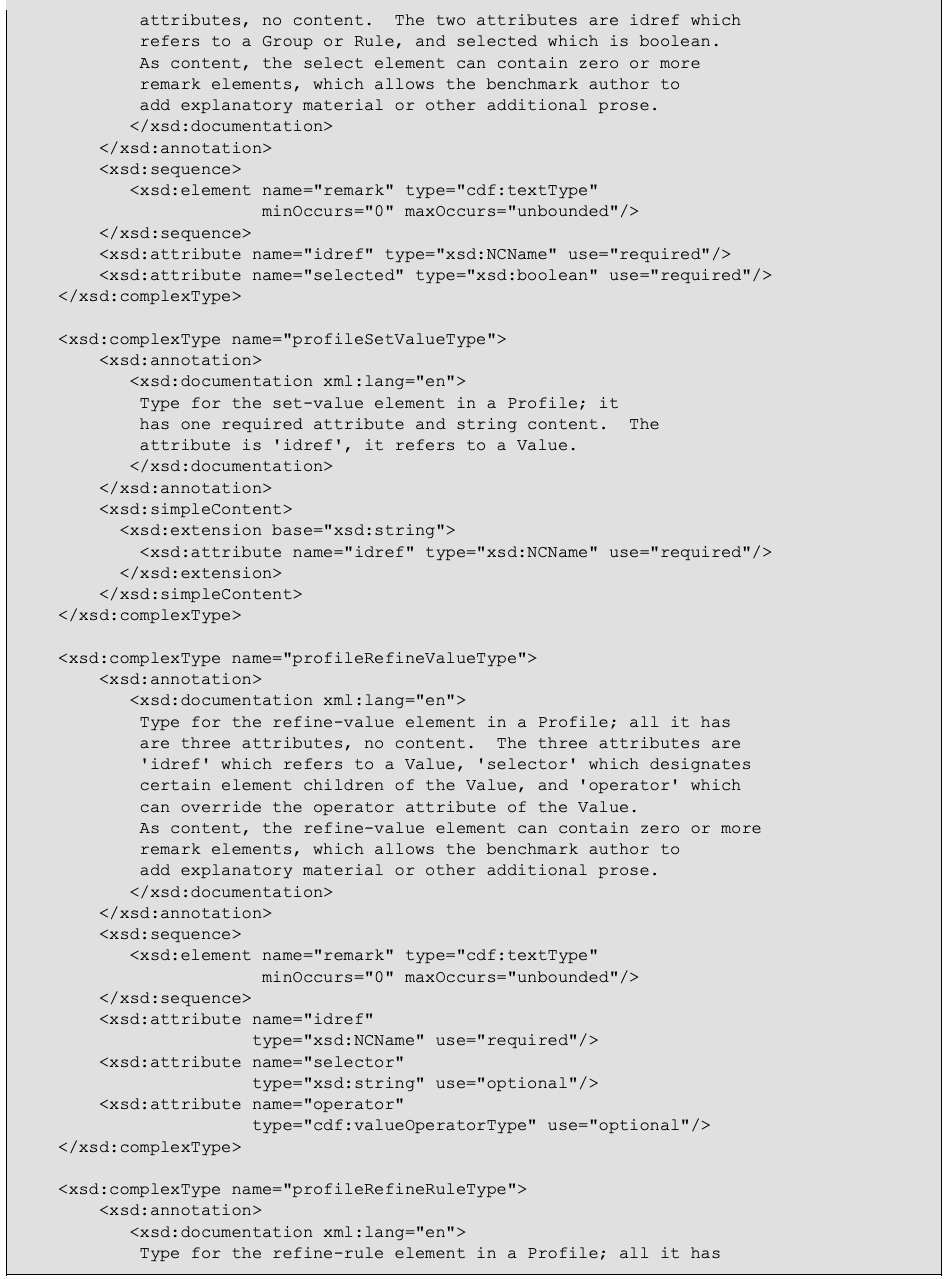 attributes, no content.  The two attributes are idref which
refers to a Group or Rule, and selected which is boolean.
As content, the select element can contain zero or more
remark elements, which allows the benchmark author to
add explanatory material or other additional prose.
</xsd:documentation>
</xsd:annotation>
<xsd:sequence>
<xsd:element name="remark" type="cdf:textType"
minOccurs="0" maxOccurs="unbounded"/>
</xsd:sequence>
<xsd:attribute name="idref" type="xsd:NCName" use="required"/>
<xsd:attribute name="selected" type="xsd:boolean" use="required"/>
</xsd:complexType>
<xsd:complexType name="profileSetValueType">
<xsd:annotation>
<xsd:documentation xml:lang="en">
Type for the set-value element in a Profile; it
has one required attribute and string content.  The
attribute is 'idref', it refers to a Value.
</xsd:documentation>
</xsd:annotation>
<xsd:simpleContent>
<xsd:extension base="xsd:string">
<xsd:attribute name="idref" type="xsd:NCName" use="required"/>
</xsd:extension>
</xsd:simpleContent>
</xsd:complexType>
<xsd:complexType name="profileRefineValueType">
<xsd:annotation>
<xsd:documentation xml:lang="en">
Type for the refine-value element in a Profile; all it has
are three attributes, no content.  The three attributes are
'idref' which refers to a Value, 'selector' which designates
certain element children of the Value, and 'operator' which
can override the operator attribute of the Value.
As content, the refine-value element can contain zero or more
remark elements, which allows the benchmark author to
add explanatory material or other additional prose.
</xsd:documentation>
</xsd:annotation>
<xsd:sequence>
<xsd:element name="remark" type="cdf:textType"
minOccurs="0" maxOccurs="unbounded"/>
</xsd:sequence>
<xsd:attribute name="idref"
type="xsd:NCName" use="required"/>
<xsd:attribute name="selector"
type="xsd:string" use="optional"/>
<xsd:attribute name="operator"
type="cdf:valueOperatorType" use="optional"/>
</xsd:complexType>
<xsd:complexType name="profileRefineRuleType">
<xsd:annotation>
<xsd:documentation xml:lang="en">
Type for the refine-rule element in a Profile; all it has